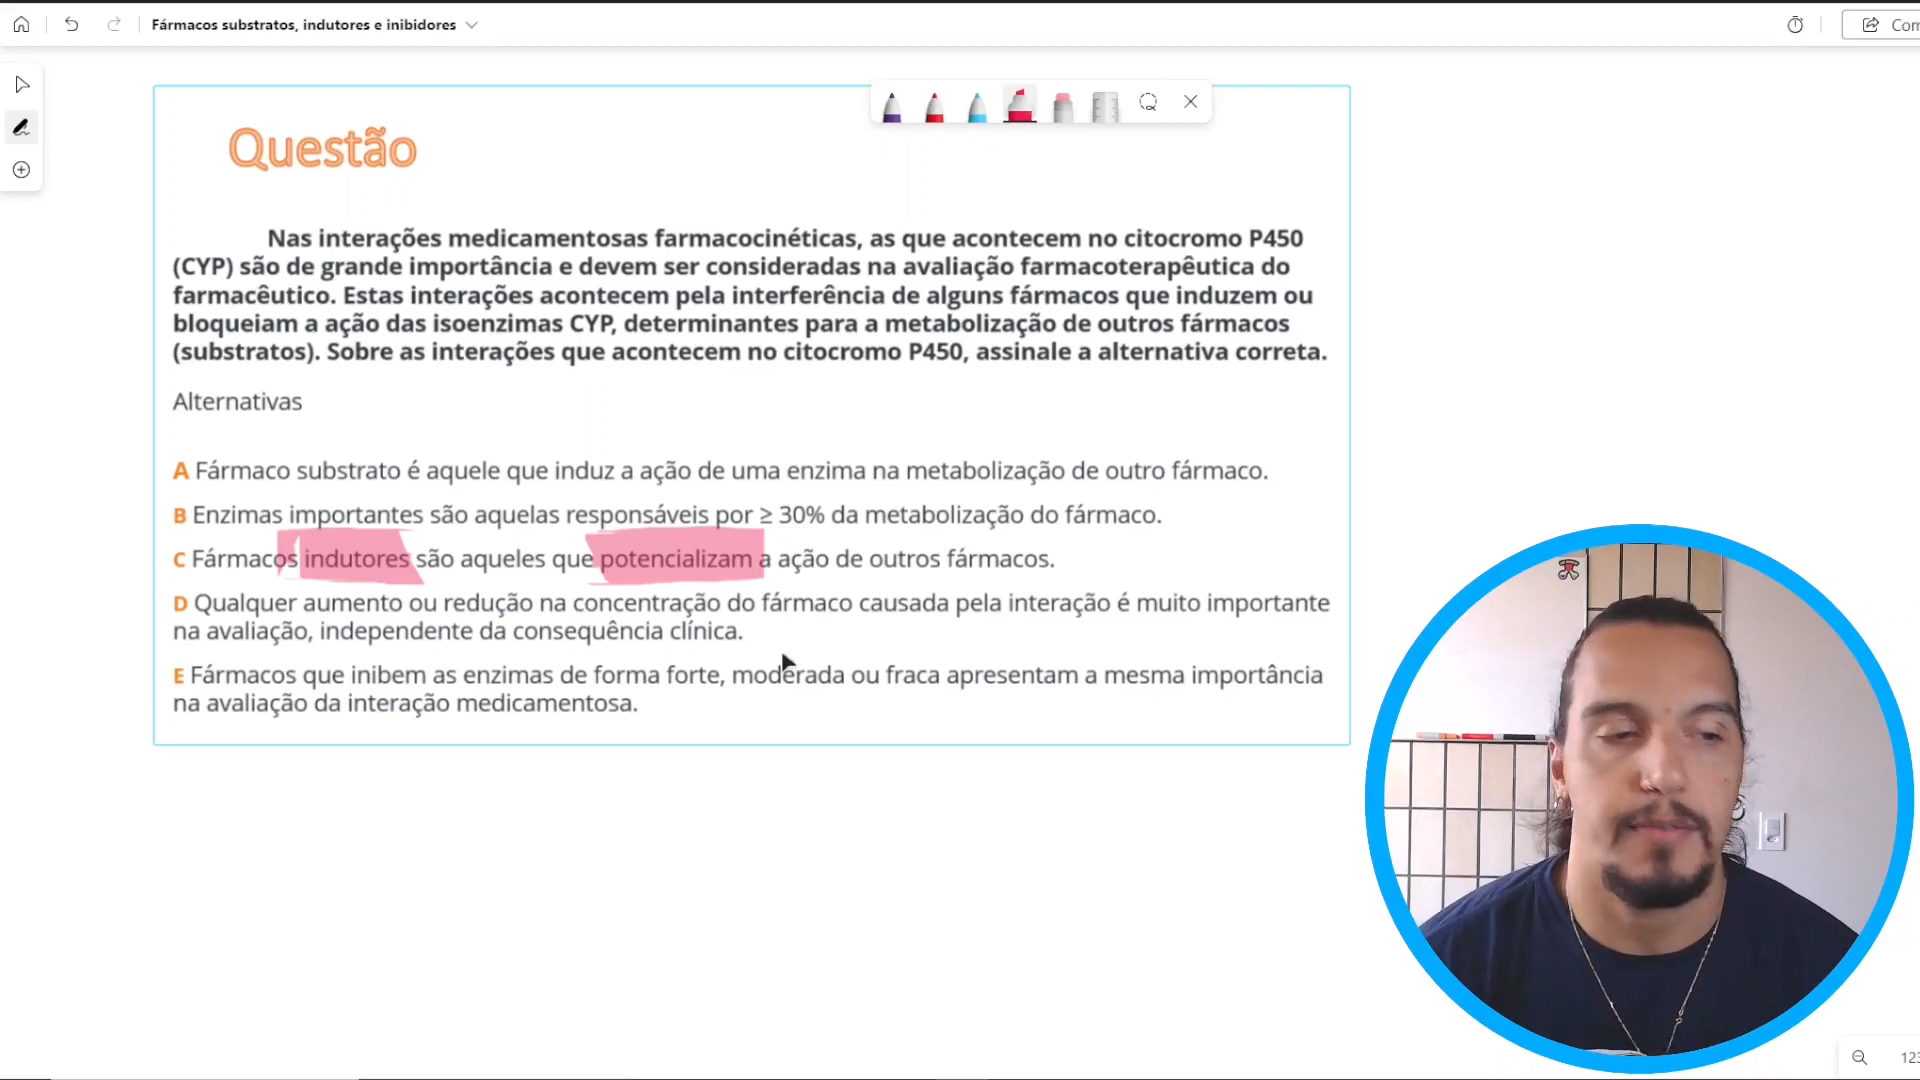 Fármacos substratos, indutores e inibidores
Questão
Nas interações medicamentosas farmacocinéticas, as que acontecem no citocromo P450
(CYP) são de grande importância e devem ser consideradas na avaliação farmacoterapêutica do
farmacêutico. Estas interações acontecem pela interferência de alguns fármacos que induzem ou
bloqueiam a ação das isoenzimas CYP, determinantes para a metabolização de outros fármacos
(substratos). Sobre as interações que acontecem no citocromo P450, assinale a alternativa correta.
Alternativas
A Fármaco substrato é aquele que induz a ação de uma enzima na metabolização de outro fármaco.
B Enzimas importantes são aquelas responsáveis por ≥ 30% da metabolização do fármaco.
C Fármacos indutores são aqueles que potencializam a ação de outros fármacos.
D Qualquer aumento ou redução na concentração do fármaco causada pela interação é muito importante
na avaliação, independente da consequência clínica.
E Fármacos que inibem as enzimas de forma forte, moderada ou fraca apresentam a mesma importância
na avaliação da interação medicamentosa.
Com
123